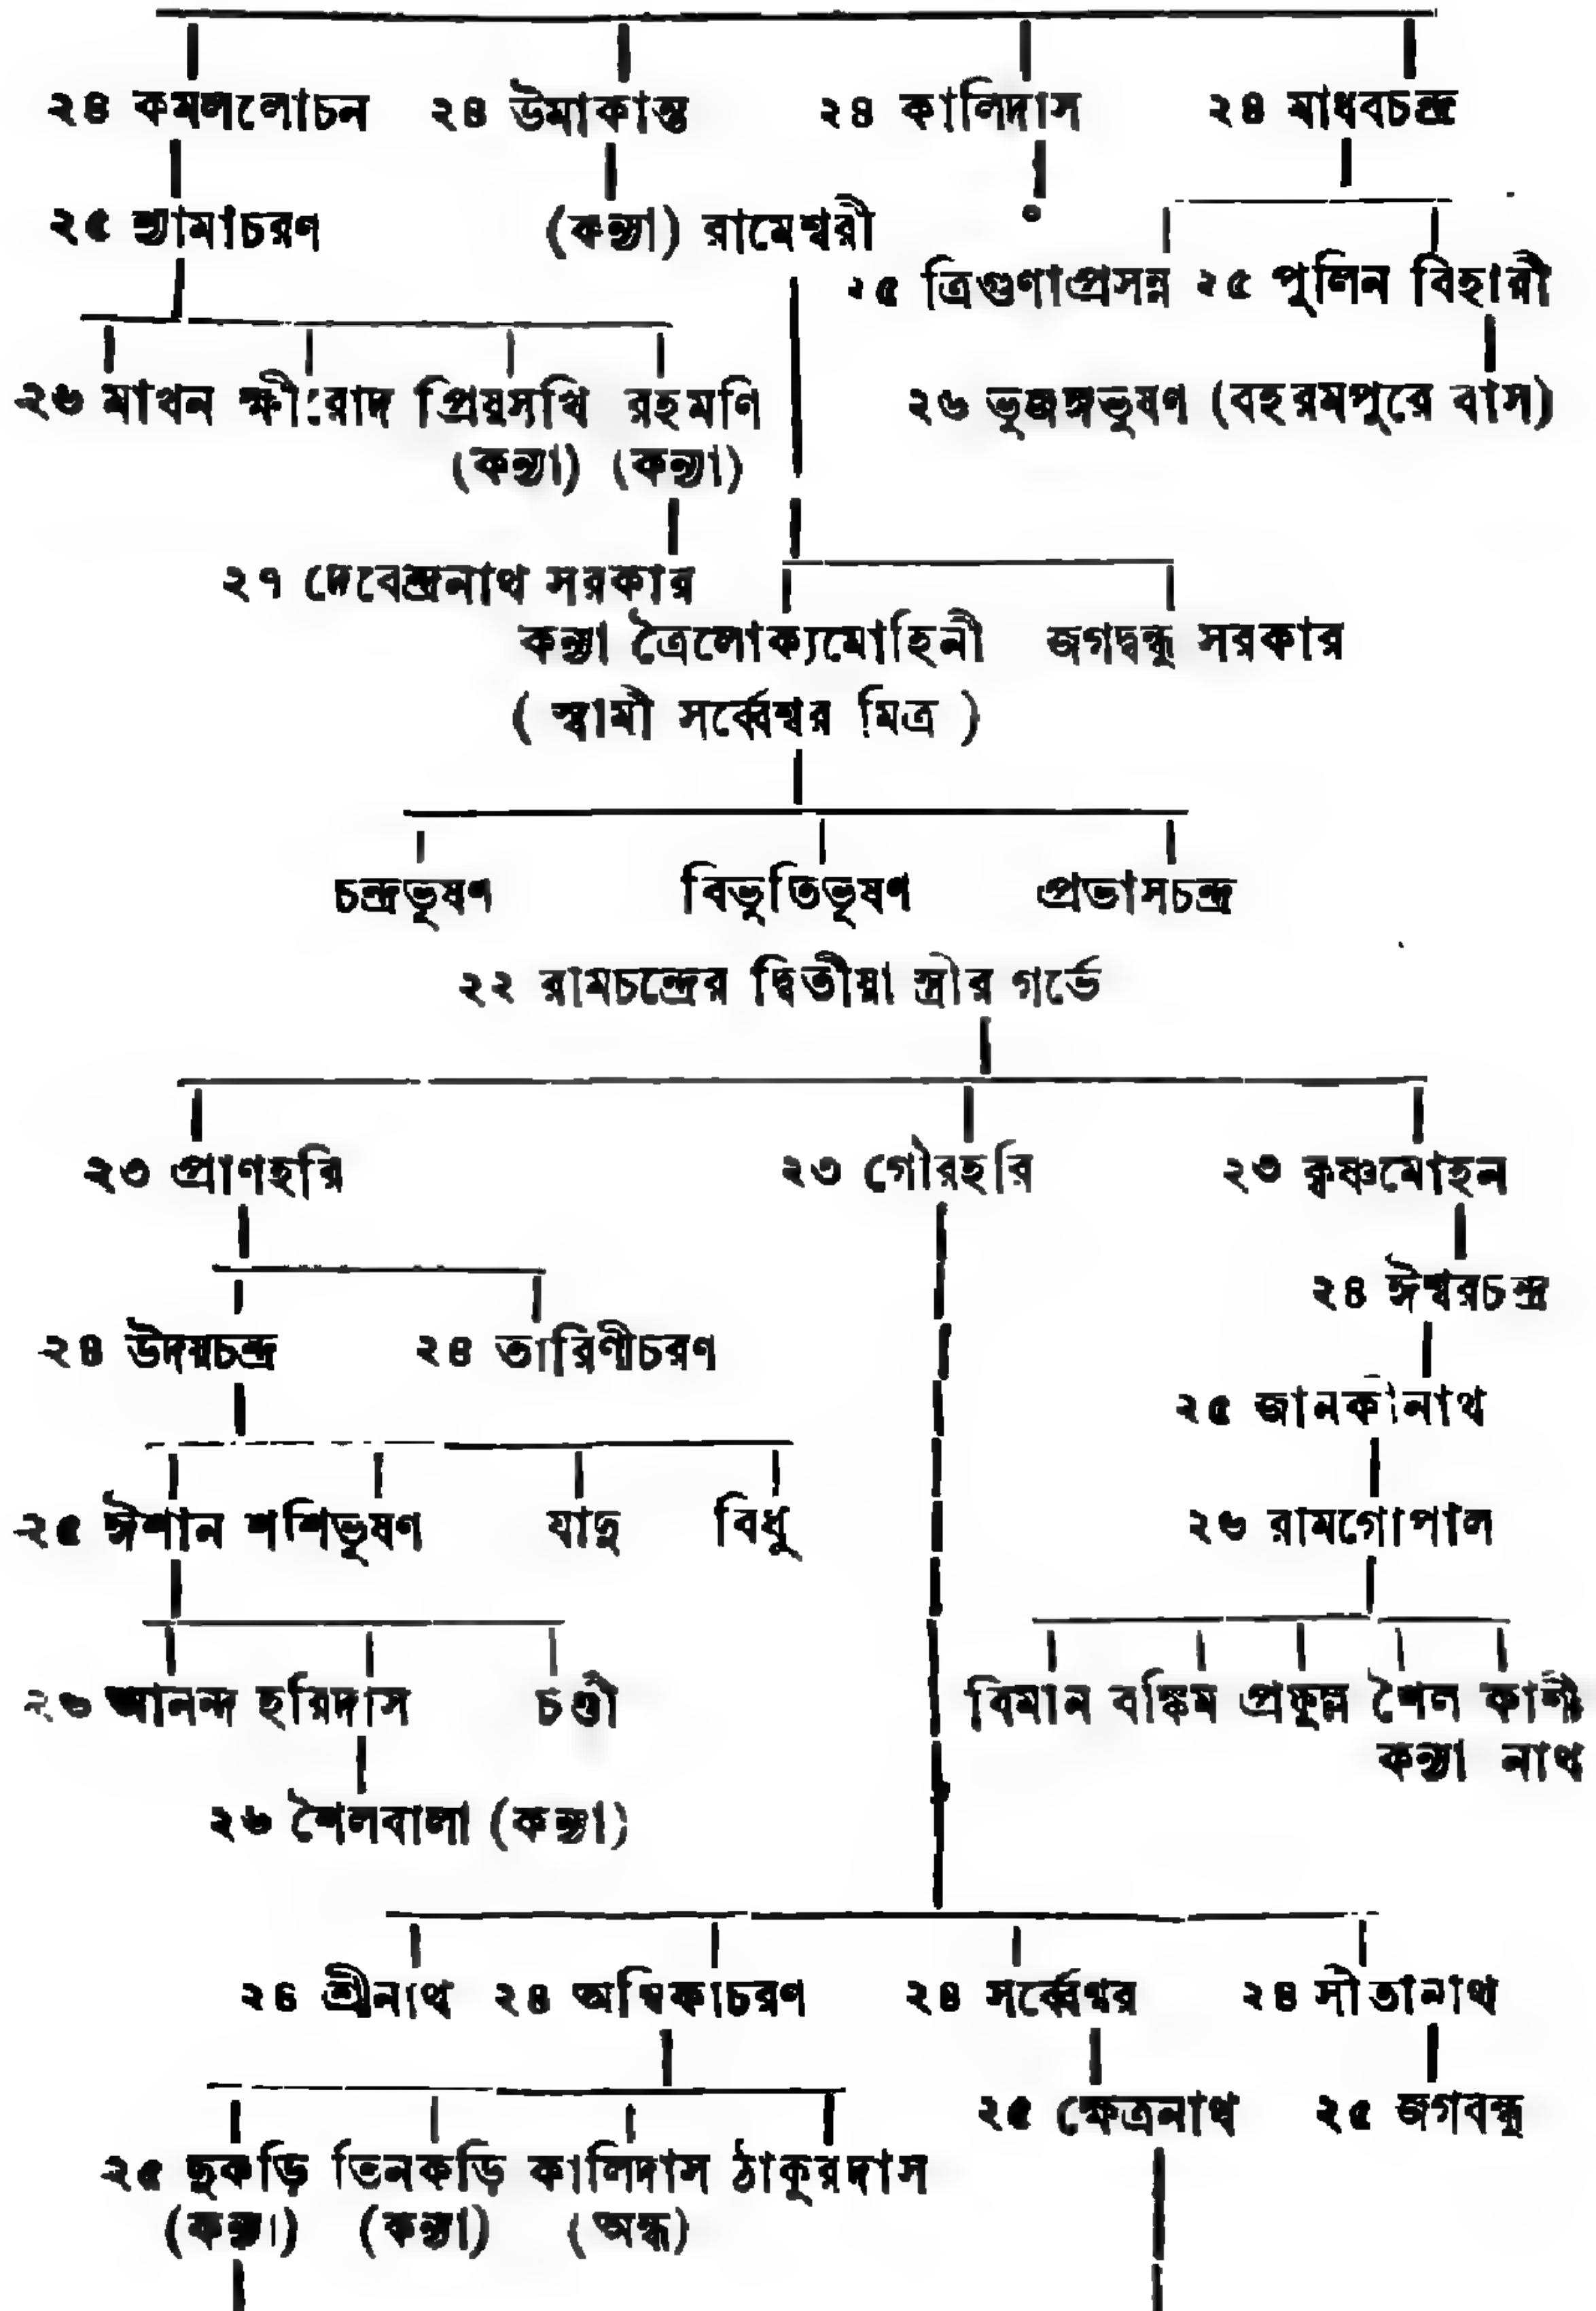 ২৪ কমললোচন ২৪ উমাকান্ত ২৪ কালিদাস ২৪ মাধবচন্দ্র
২৫ শ্যামাচরণ (কন্যা) রামেশ্বরী ০
২৫ ত্রিগুণাপ্রসন্ন ২৫ পুলিন বিহারী
২৬ মাখন ক্ষীরোদ প্রিয়সখি রহমণি ২৬ ভুজঙ্গভূষণ (বহরমপুরে বাস)
(কন্যা) (কন্যা)
২৭ দেবেন্দ্রনাথ সরকার
কন্যা ত্রৈলোক্যমোহিনী জগদ্বন্ধু সরকার
( স্বামী সর্ব্বেশ্বর মিত্র )
চন্দ্রভূষণ বিভূতিভূষণ প্রভাসচন্দ্র
২২ রামচন্দ্রের দ্বিতীয়া স্ত্রীর গর্ভে
২৩ প্রাণহরি ২৩ গৌরহরি ২৩ কৃষ্ণমোহন
২৪ ঈশ্বরচন্দ্র
২৪ উদয়চন্দ্র ২৪ তারিণীচরণ
২৫ জানকীনাথ
২৫ ঈশান শশিভূষণ যাদু বিধু ২৬ রামগোপাল
২৬ আনন্দ হরিদাস চণ্ডী বিমান বঙ্কিম প্রফুল্ল শৈল কাশী
কন্যা নাথ
২৬ শৈলবালা (কন্যা)
২৪ শ্রীনাথ ২৪ অম্বিকাচরণ ২৪ সর্ব্বেশ্বর ২৪ সীতানাথ
২৫ ক্ষেত্রনাথ ২৫ জগবন্ধু
২৫ দুকড়ি তিনকড়ি কালিদাস ঠাকুরদাস
(কন্যা) (কন্যা) (অন্ধ)